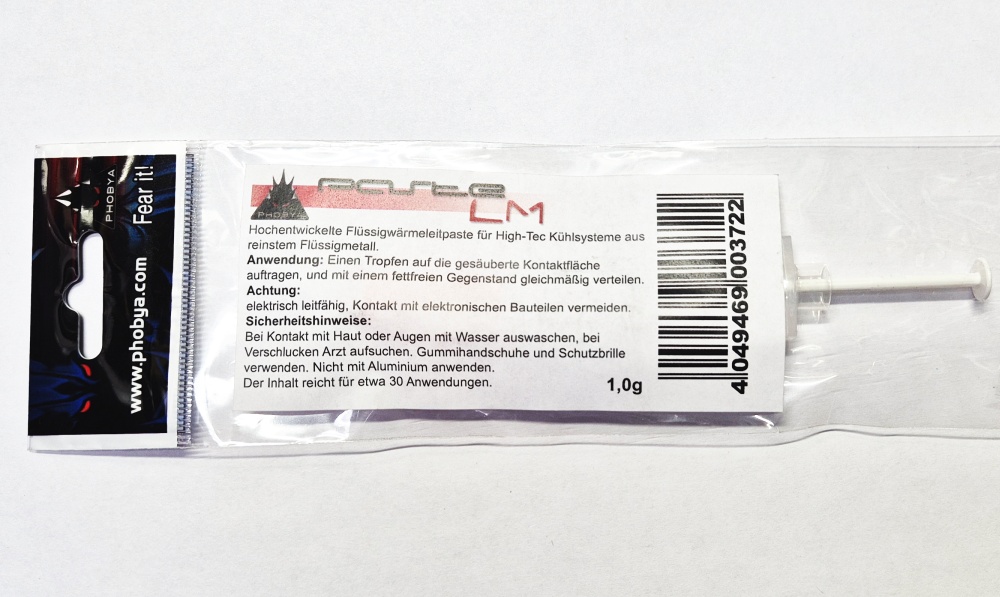 PHOBYA
Fear it!
www.phobya.com
paste
PHOBYA
LM
Hochentwickelte Flüssigwärmeleitpaste für High-Tec Kühlsysteme aus
reinstem Flüssigmetall.
Anwendung: Einen Tropfen auf die gesäuberte Kontaktfläche
auftragen, und mit einem fettfreien Gegenstand gleichmäßig verteilen.
Achtung:
elektrisch leitfähig, Kontakt mit elektronischen Bauteilen vermeiden.
Sicherheitshinweise:
Bei Kontakt mit Haut oder Augen mit Wasser auswaschen, bei
Verschlucken Arzt aufsuchen. Gummihandschuhe und Schutzbrille
verwenden. Nicht mit Aluminium anwenden.
Der Inhalt reicht für etwa 30 Anwendungen.
1,0g
4 049469 003722